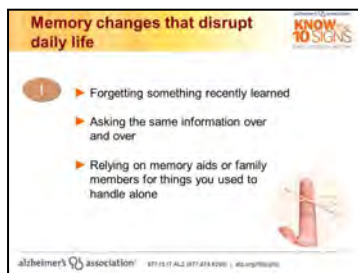 Memory changes that disrupt
daily life
alzheimer's association
KNOW the
10 SIGNS
1
Forgetting something recently learned
Asking the same information over
and over
Relying on memory aids or family
members for things you used to
handle alone
alzheimer's association